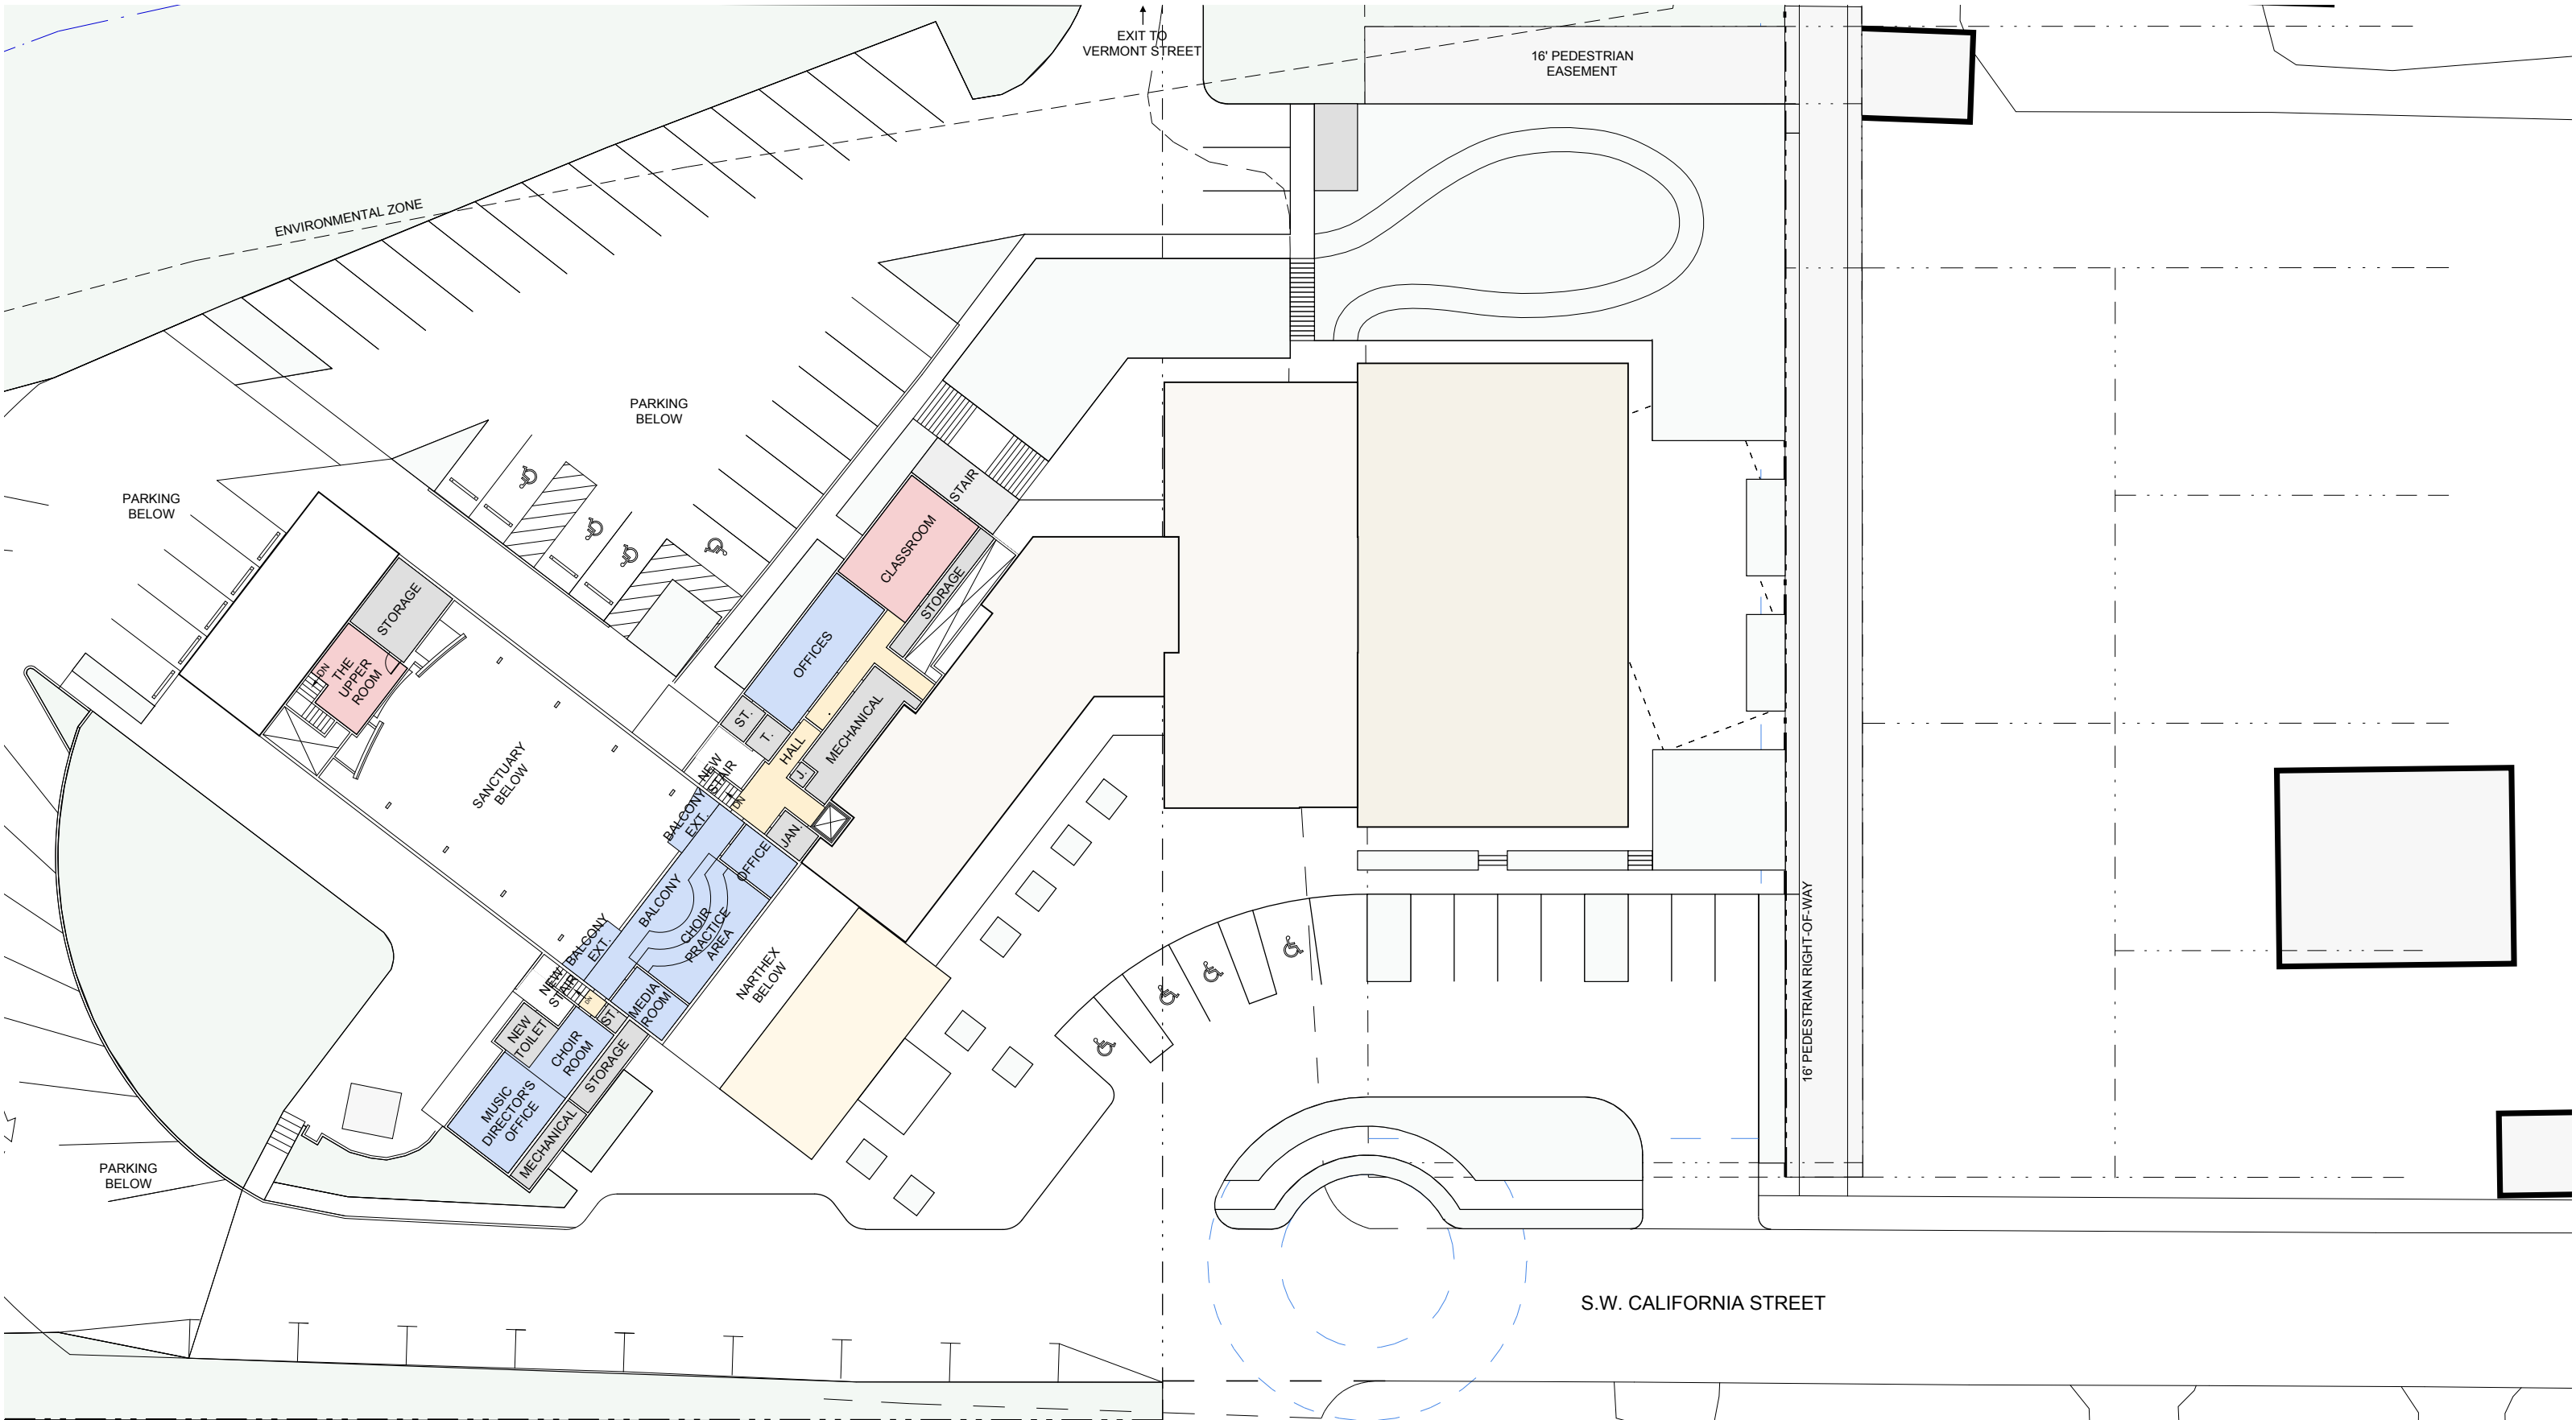 EXIT TO
VERMONT STREET
16' PEDESTRIAN
EASEMENT
ENVIRONMENTAL ZONE
PARKING
BELOW
PARKING
BELOW
STAIR
CLASSROOM
STORAGE
STORAGE
OFFICES
DN
THE
UPPER
ROOM
ST.
T.
HALL
MECHANICAL
J.
NEW
STAIR
DN
SANCTUARY
BELOW
BALCONY
EXT.
JAN.
OFFICE
BALCONY
CHOIR
PRACTICE
AREA
BALCONY
EXT.
NARTHEX
BELOW
NEW
STAIR
DN
MEDIA
ROOM
ST.
NEW
TOILET
CHOIR
ROOM
STORAGE
MUSIC
DIRECTOR'S
OFFICE
MECHANICAL
PARKING
BELOW
16' PEDESTRIAN RIGHT-OF-WAY
S.W. CALIFORNIA STREET